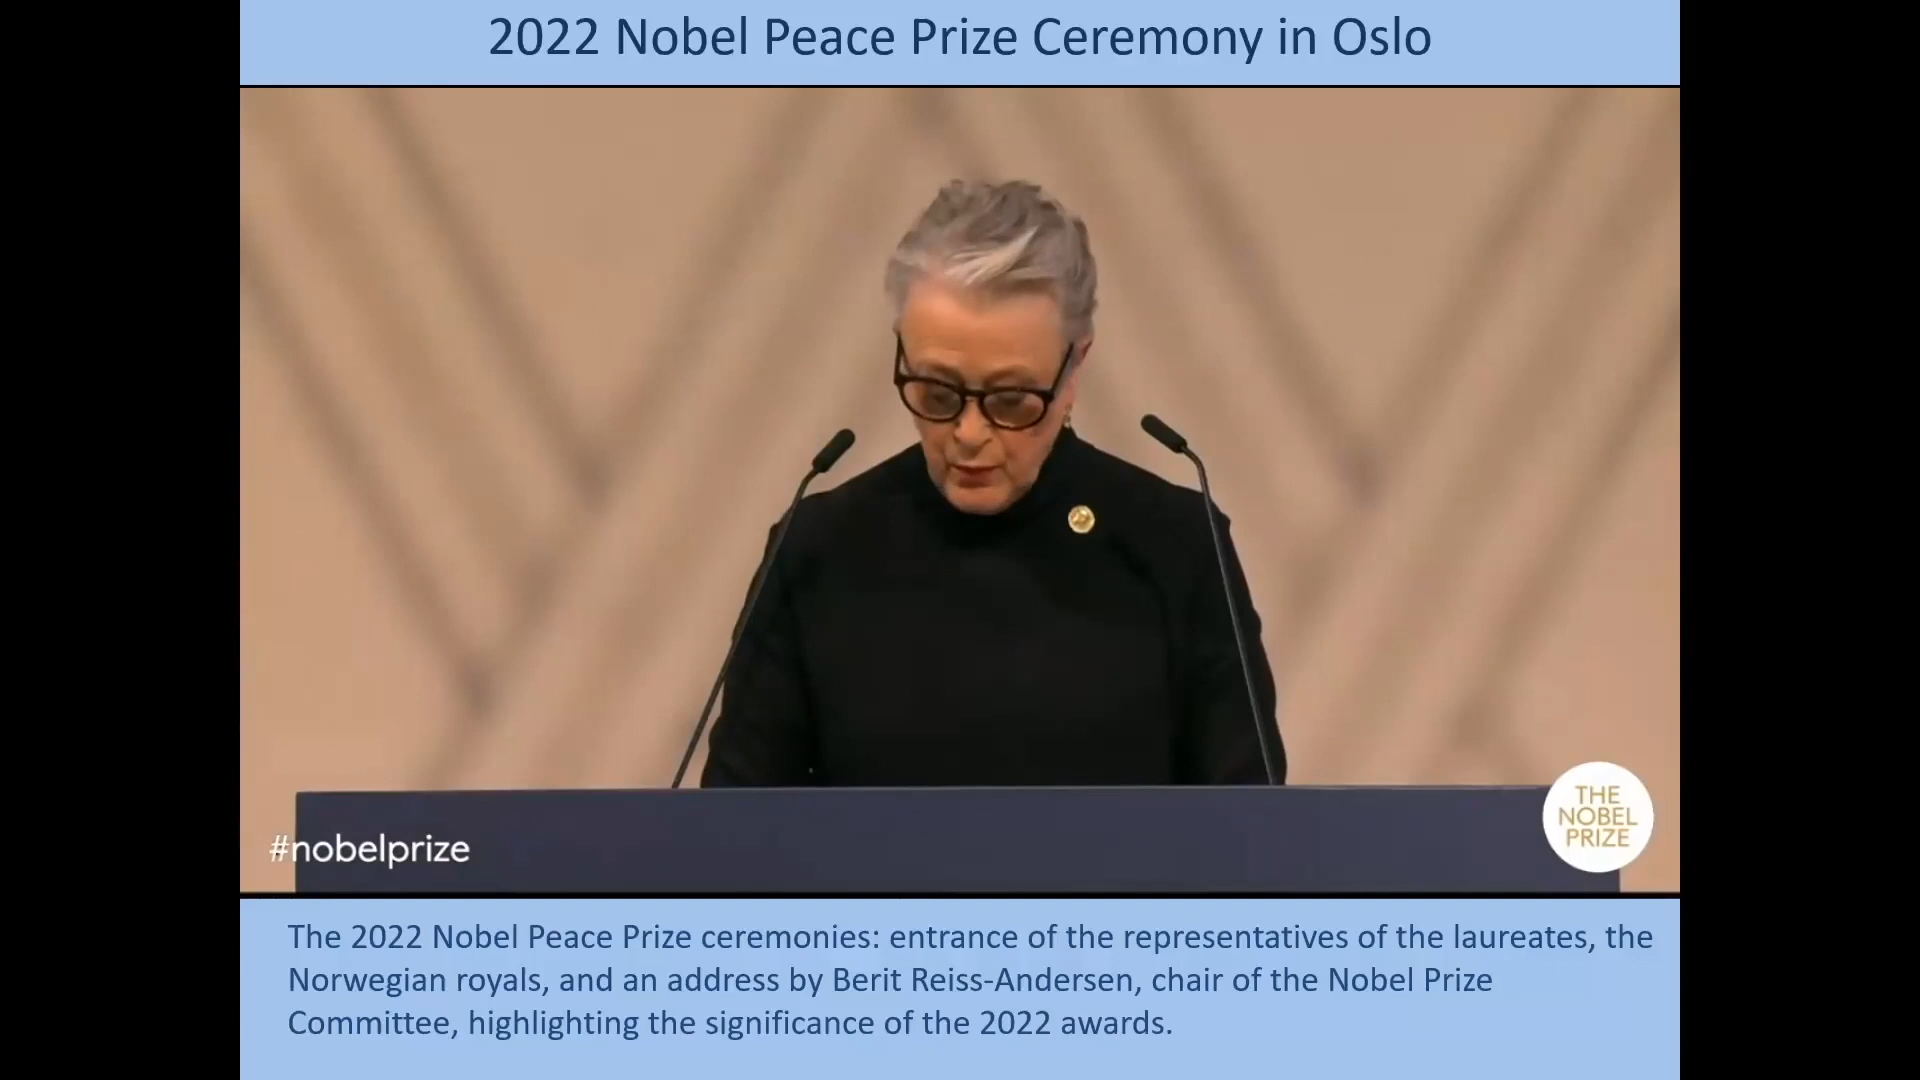 2022 Nobel Peace Prize Ceremony in Oslo
#nobelprize
THE
NOBEL
PRIZE
The 2022 Nobel Peace Prize ceremonies: entrance of the representatives of the laureates, the
Norwegian royals, and an address by Berit Reiss-Andersen, chair of the Nobel Prize
Committee, highlighting the significance of the 2022 awards.